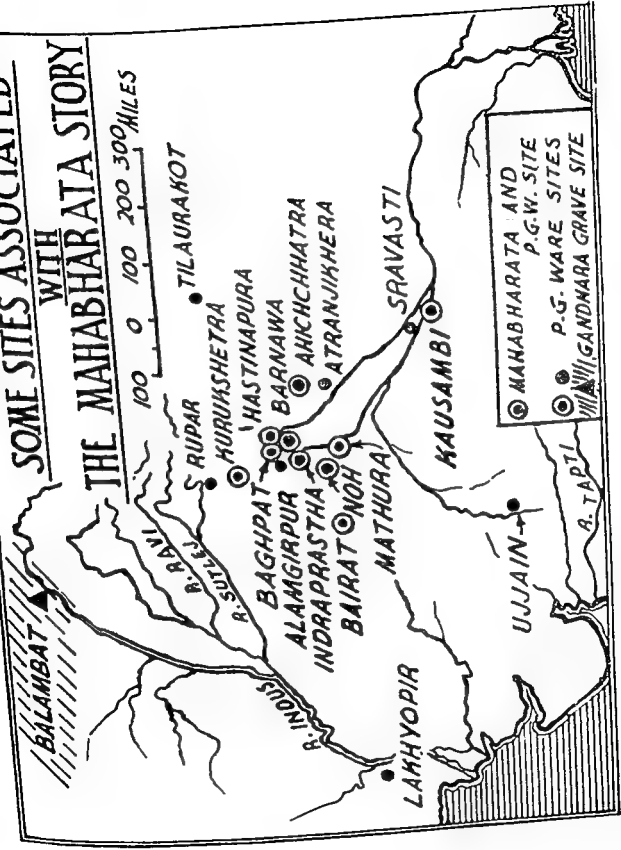 SOME SITES ASSOCIATED
WITH
THE MAHABHARATA STORY
100 0 100 200 300 MILES
BALAMBAT
R. RAVI
R. SUTLEJ
R. INDUS
RUPAR
TILAURAKOT
KURUKSHETRA
HASTINAPURA
BARNAWA
AHICHCHHATRA
ATRANJIKHERA
BAGHPAT
ALAMGIRPUR
INDRAPRASTHA
BAIRAT
NOH
MATHURA
SRAVASTI
KAUSAMBI
LAKHYOPIR
UJJAIN
R. TAPTI
MAHABHARATA AND
P.G.W. SITE
P.G. WARE SITES
GANDHARA GRAVE SITE